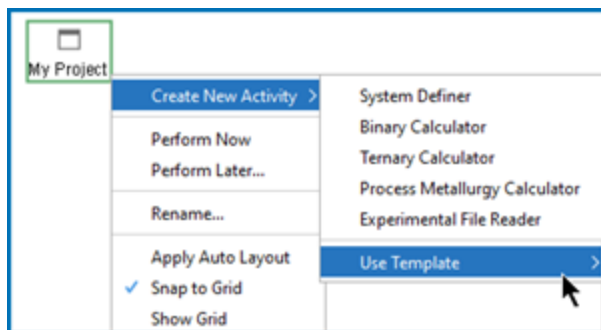 My Project
Create New Activity
Perform Now
Perform Later...
Rename...
Apply Auto Layout
Snap to Grid
Show Grid
System Definer
Binary Calculator
Ternary Calculator
Process Metallurgy Calculator
Experimental File Reader
Use Template